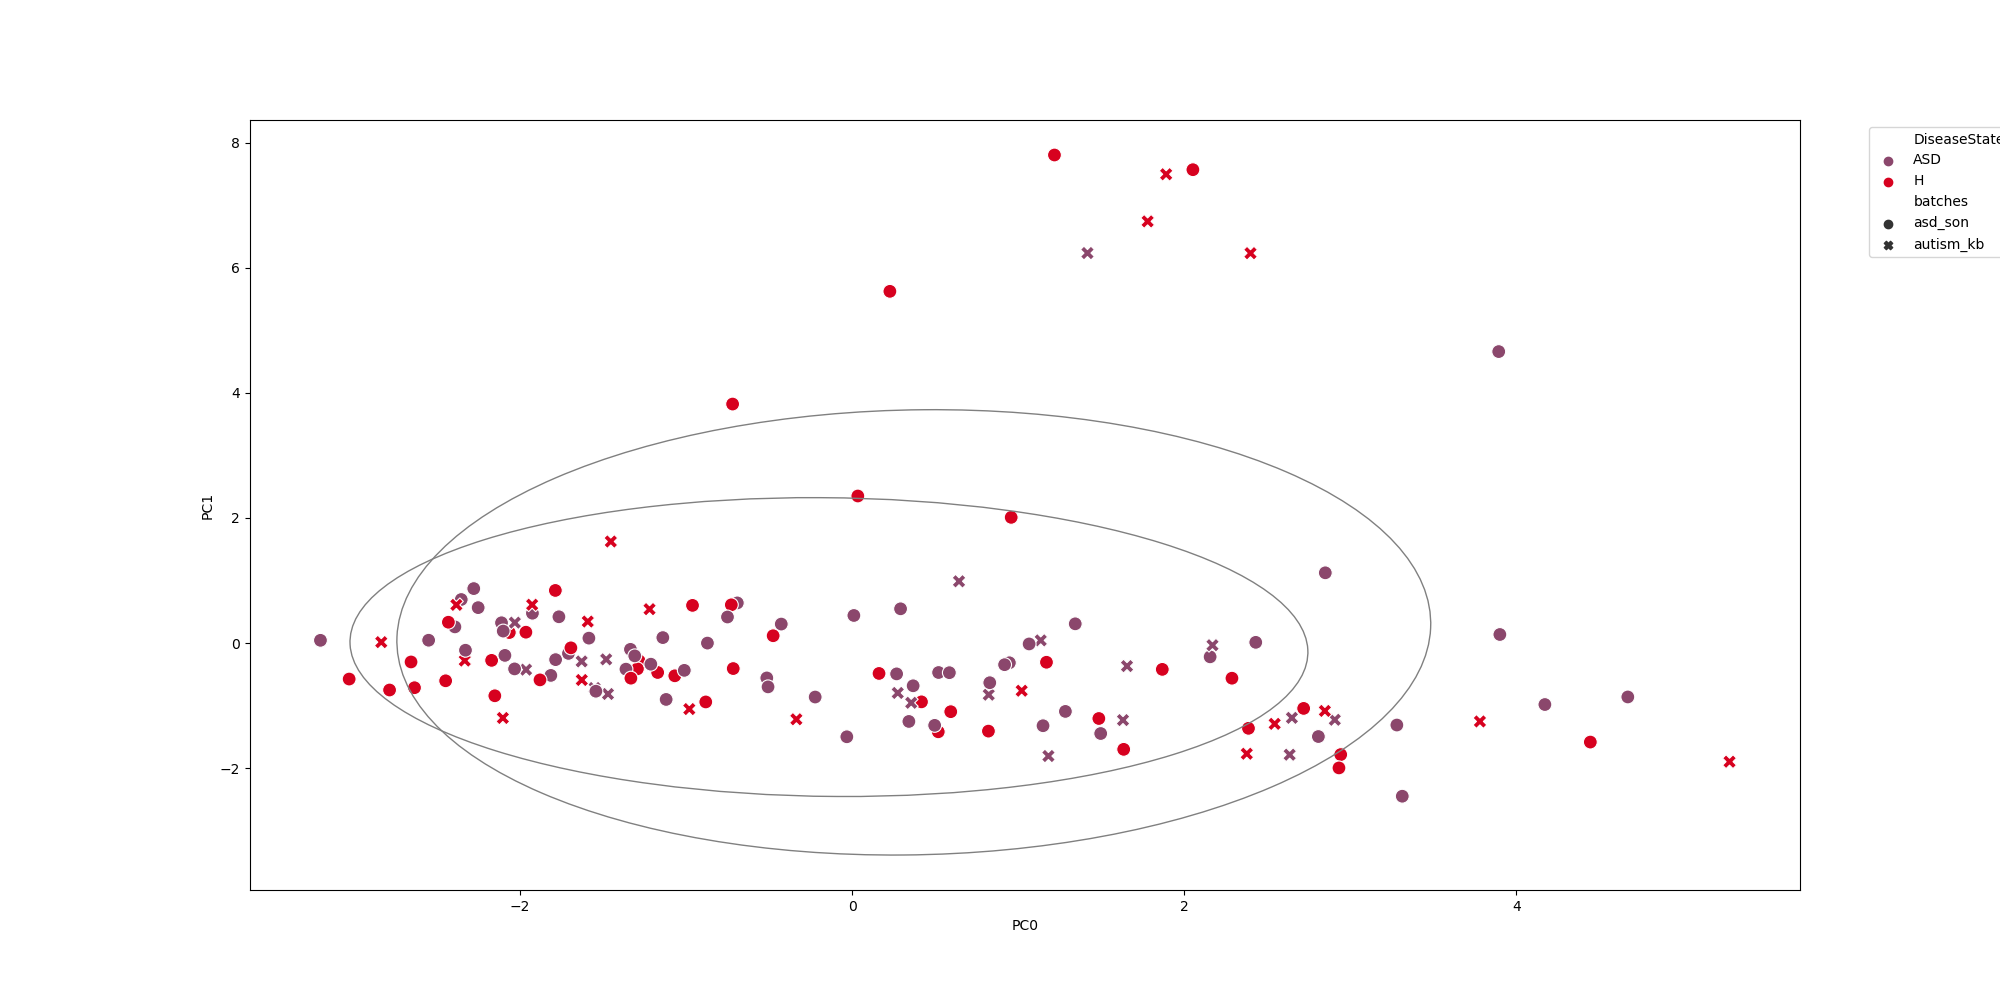 8
6
4
2
0
−2
PC1
−2
0
2
4
PC0
DiseaseState
ASD
H
batches
asd_son
autism_kb